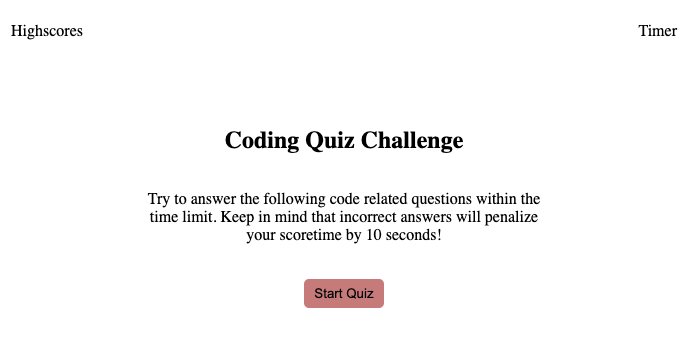 Highscores
Timer
Coding Quiz Challenge
Try to answer the following code related questions within the
time limit. Keep in mind that incorrect answers will penalize
your scoretime by 10 seconds!
Start Quiz